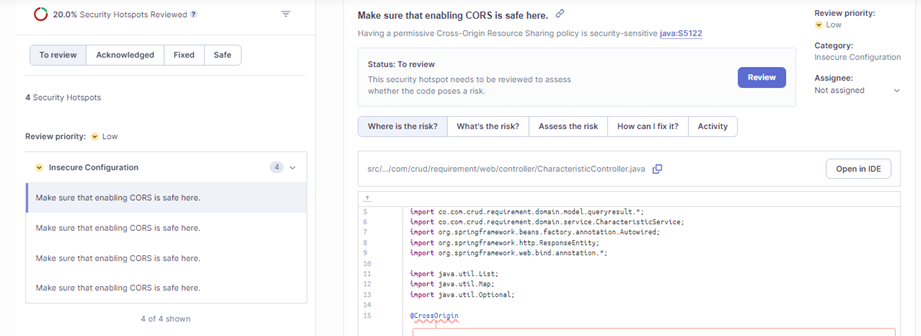 20.0% Security Hotspots Reviewed ?
To review Acknowledged Fixed Safe
4 Security Hotspots
Review priority: Low
Insecure Configuration 4
Make sure that enabling CORS is safe here.
Make sure that enabling CORS is safe here.
Make sure that enabling CORS is safe here.
Make sure that enabling CORS is safe here.
4 of 4 shown
Make sure that enabling CORS is safe here.
Having a permissive Cross-Origin Resource Sharing policy is security-sensitive java:S5122
Status: To review
This security hotspot needs to be reviewed to assess
whether the code poses a risk.
Review
Review priority:
Low
Category:
Insecure Configuration
Assignee:
Not assigned
Where is the risk? What's the risk? Assess the risk How can I fix it? Activity
src/.../com/crud/requirement/web/controller/CharacteristicController.java
Open in IDE
5 import co.com.crud.requirement.domain.model.queryresult.*;
6 import co.com.crud.requirement.domain.service.CharacteristicService;
7 import org.springframework.beans.factory.annotation.Autowired;
8 import org.springframework.http.ResponseEntity;
9 import org.springframework.web.bind.annotation.*;
10
11 import java.util.List;
12 import java.util.Map;
13 import java.util.Optional;
14
15 @CrossOrigin